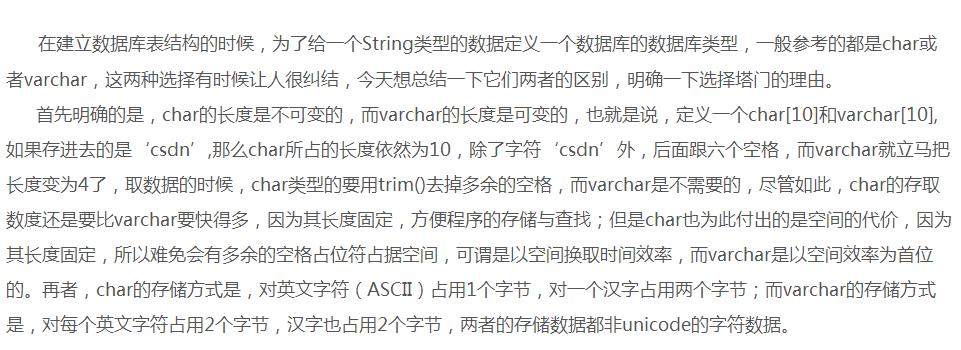 在建立数据库表结构的时候，为了给一个String类型的数据定义一个数据库的数据库类型，一般参考的都是char或
者varchar，这两种选择有时候让人很纠结，今天想总结一下它们两者的区别，明确一下选择塔门的理由。
首先明确的是，char的长度是不可变的，而varchar的长度是可变的，也就是说，定义一个char[10]和varchar[10],
如果存进去的是‘csdn’,那么char所占的长度依然为10，除了字符‘csdn’外，后面跟六个空格，而varchar就立马把
长度变为4了，取数据的时候，char类型的要用trim()去掉多余的空格，而varchar是不需要的，尽管如此，char的存取
数度还是要比varchar要快得多，因为其长度固定，方便程序的存储与查找；但是char也为此付出的是空间的代价，因为
其长度固定，所以难免会有多余的空格占位符占据空间，可谓是以空间换取时间效率，而varchar是以空间效率为首位
的。再者，char的存储方式是，对英文字符（ASCII）占用1个字节，对一个汉字占用两个字节；而varchar的存储方式
是，对每个英文字符占用2个字节，汉字也占用2个字节，两者的存储数据都非unicode的字符数据。